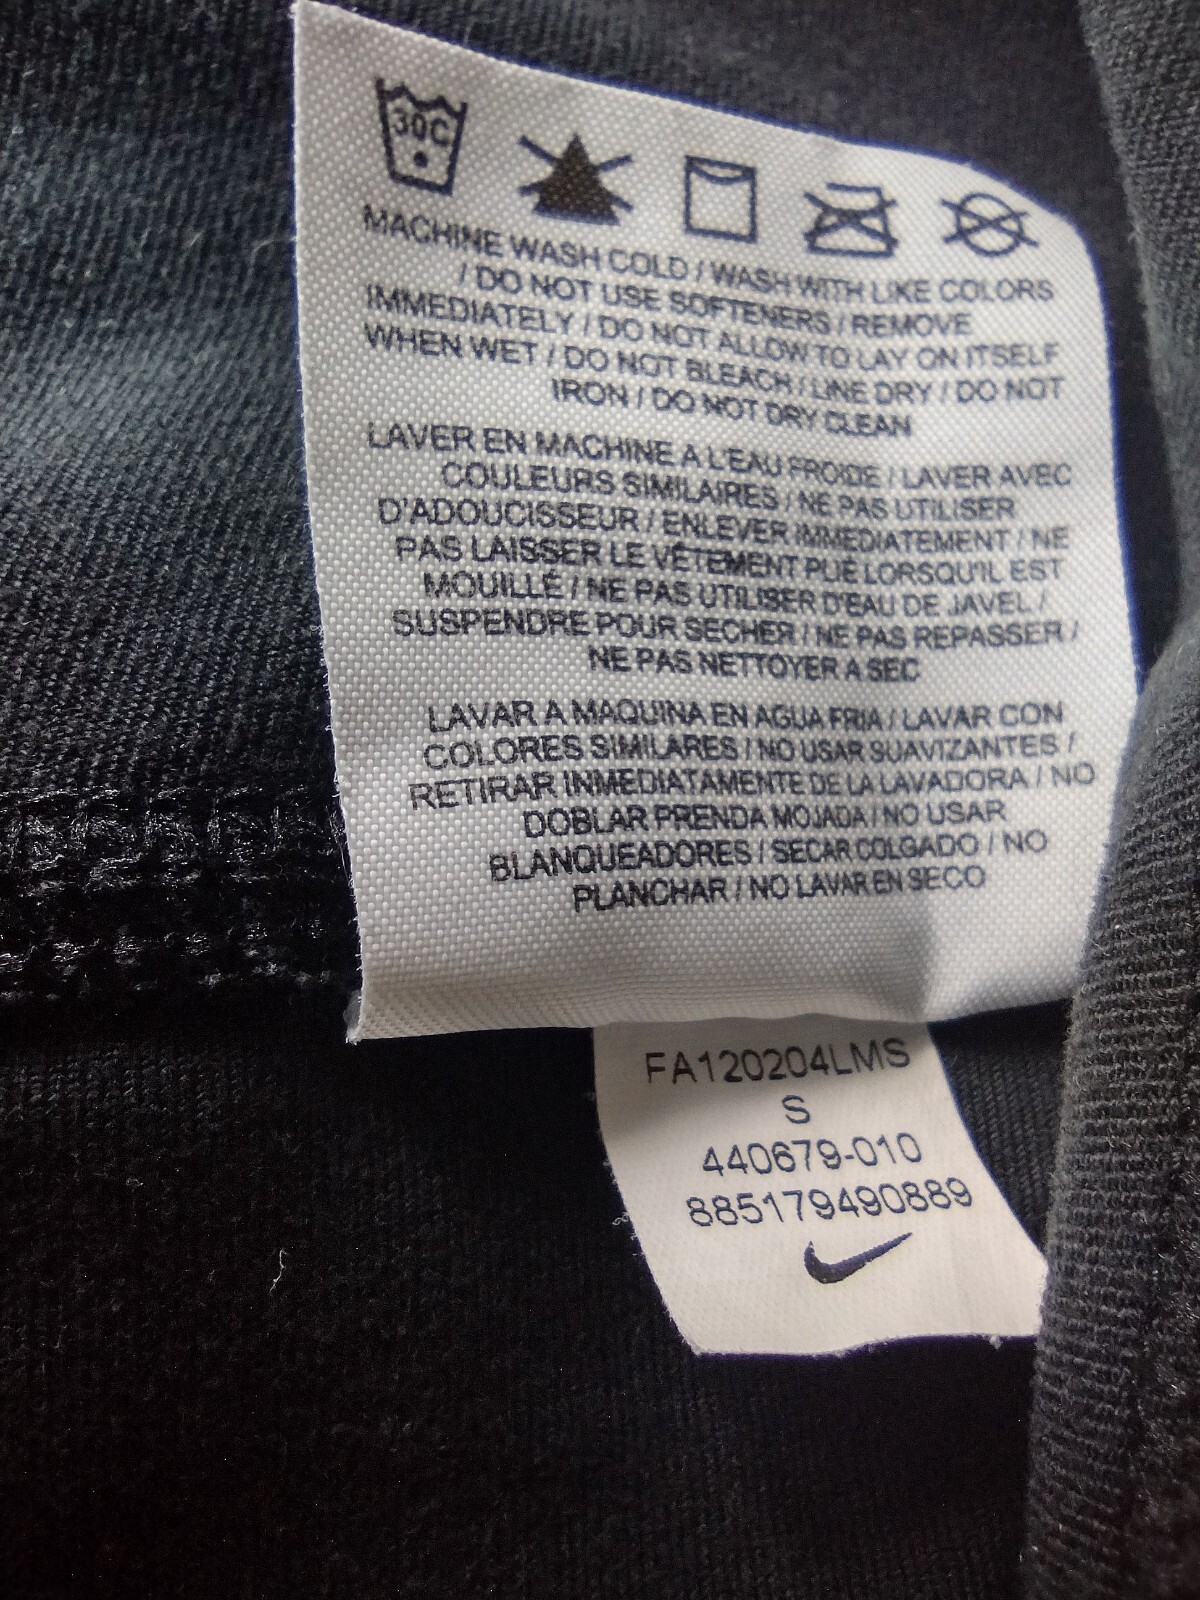 30C
MACHINE WASH COLD / WASH WITH LIKE COLORS
/ DO NOT USE SOFTENERS / REMOVE
IMMEDIATELY / DO NOT ALLOW TO LAY ON ITSELF
WHEN WET / DO NOT BLEACH / LINE DRY / DO NOT
IRON / DO NOT DRY CLEAN
LAVER EN MACHINE A L'EAU FROIDE / LAVER AVEC
COULEURS SIMILAIRES / NE PAS UTILISER
D'ADOUCISSEUR / ENLEVER IMMEDIATEMENT / NE
PAS LAISSER LE VÊTEMENT PLIÉ LORSQU'IL EST
MOUILLÉ / NE PAS UTILISER D'EAU DE JAVEL /
SUSPENDRE POUR SECHER / NE PAS REPASSER /
NE PAS NETTOYER A SEC
LAVAR A MAQUINA EN AGUA FRIA / LAVAR CON
COLORES SIMILARES / NO USAR SUAVIZANTES /
RETIRAR INMEDIATAMENTE DE LA LAVADORA / NO
DOBLAR PRENDA MOJADA / NO USAR
BLANQUEADORES / SECAR COLGADO / NO
PLANCHAR / NO LAVAR EN SECO
FA120204LMS
S
440679-010
885179490889